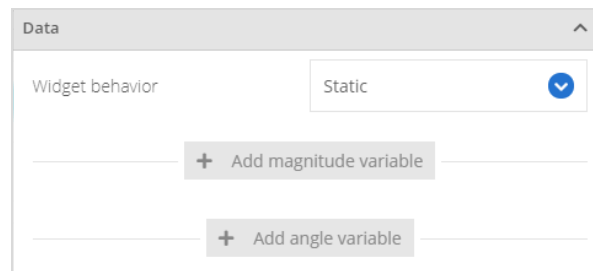 Data
Widget behavior Static
+ Add magnitude variable
+ Add angle variable